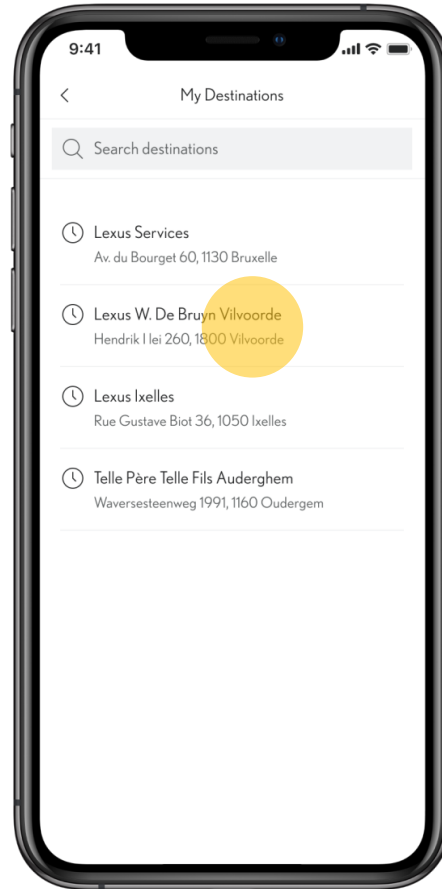 9:41
My Destinations
Search destinations
Lexus Services
Av. du Bourget 60, 1130 Bruxelle
Lexus W. De Bruyn Vilvoorde
Hendrik I lei 260, 1800 Vilvoorde
Lexus Ixelles
Rue Gustave Biot 36, 1050 Ixelles
Telle Père Telle Fils Auderghem
Waversesteenweg 1991, 1160 Oudergem